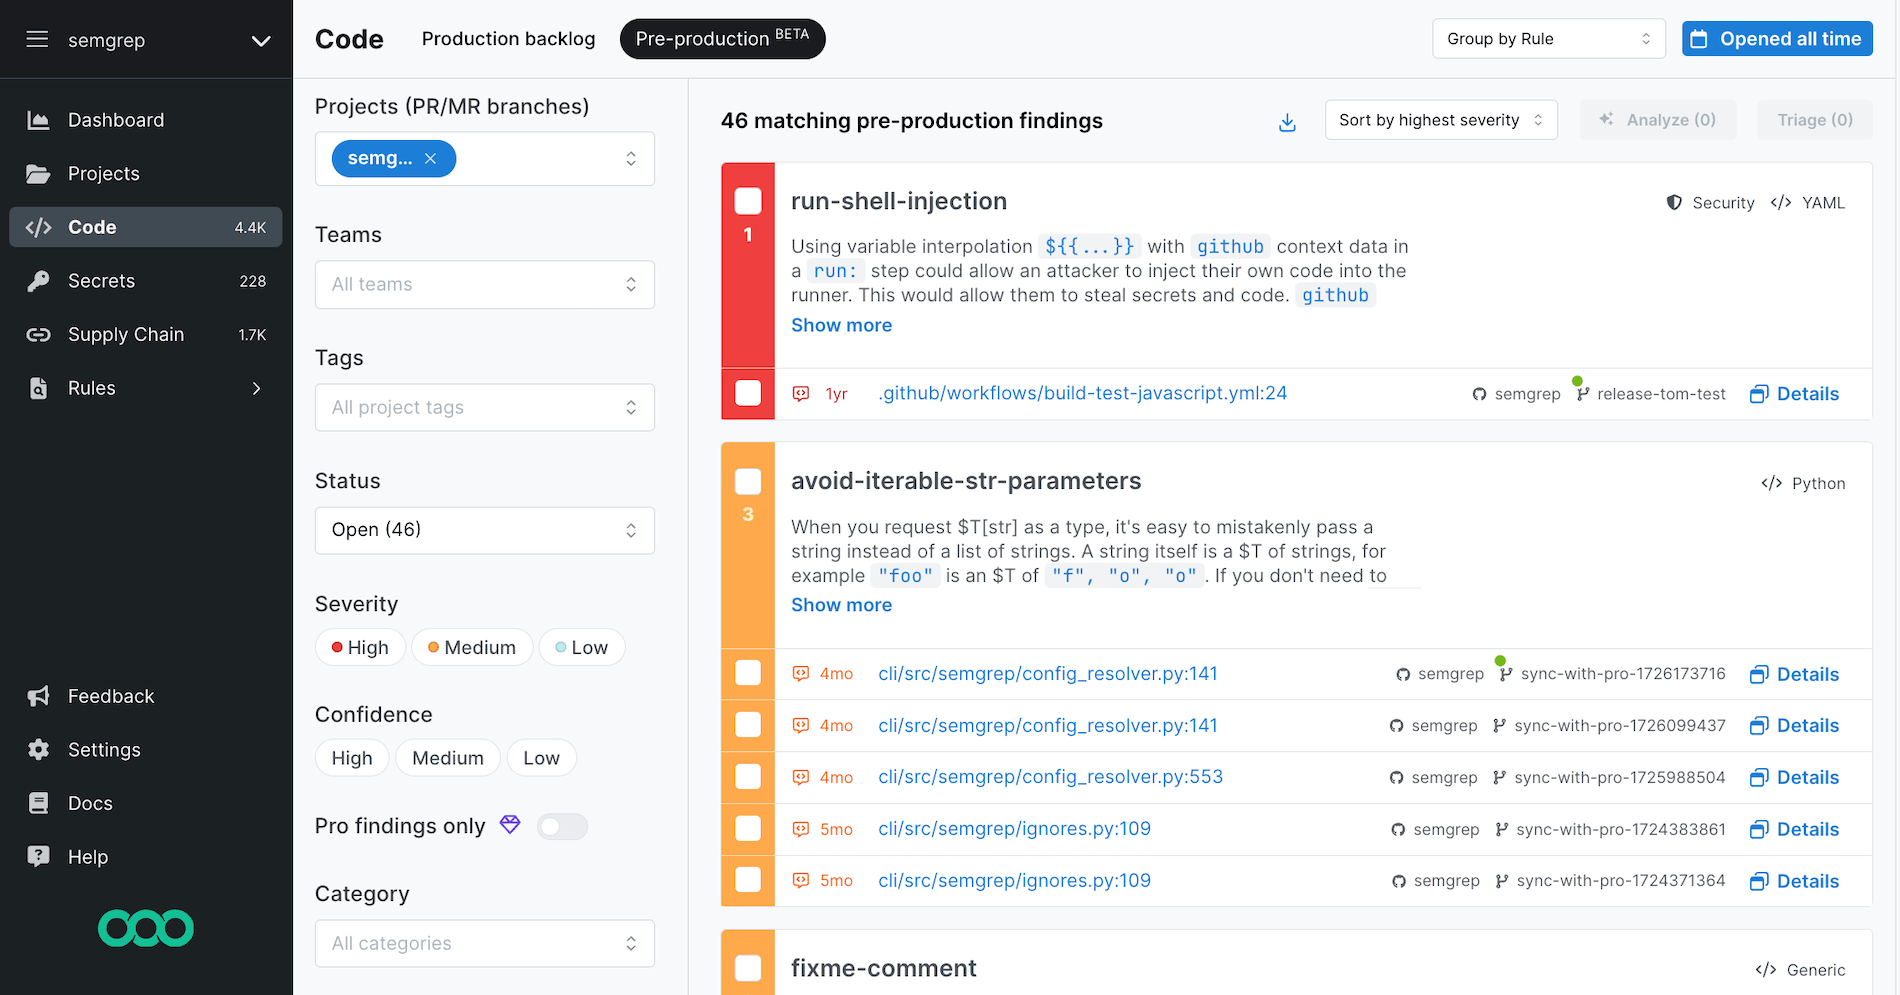 semgrep
Dashboard
Projects
Code 4.4K
Secrets 228
Supply Chain 1.7K
Rules
Feedback
Settings
Docs
Help
Code Production backlog Pre-production BETA
Group by Rule Opened all time
Projects (PR/MR branches)
semg...
Teams
All teams
Tags
All project tags
Status
Open (46)
Severity
High Medium Low
Confidence
High Medium Low
Pro findings only
Category
All categories
46 matching pre-production findings
Sort by highest severity Analyze (0) Triage (0)
run-shell-injection
Security </> YAML
1
Using variable interpolation ${{...}} with github context data in
a run: step could allow an attacker to inject their own code into the
runner. This would allow them to steal secrets and code. github
Show more
1yr .github/workflows/build-test-javascript.yml:24 semgrep release-tom-test Details
avoid-iterable-str-parameters
</> Python
3
When you request $T[str] as a type, it's easy to mistakenly pass a
string instead of a list of strings. A string itself is a $T of strings, for
example "foo" is an $T of "f", "o", "o". If you don't need to
Show more
4mo cli/src/semgrep/config_resolver.py:141 semgrep sync-with-pro-1726173716 Details
4mo cli/src/semgrep/config_resolver.py:141 semgrep sync-with-pro-1726099437 Details
4mo cli/src/semgrep/config_resolver.py:553 semgrep sync-with-pro-1725988504 Details
5mo cli/src/semgrep/ignores.py:109 semgrep sync-with-pro-1724383861 Details
5mo cli/src/semgrep/ignores.py:109 semgrep sync-with-pro-1724371364 Details
fixme-comment
</> Generic